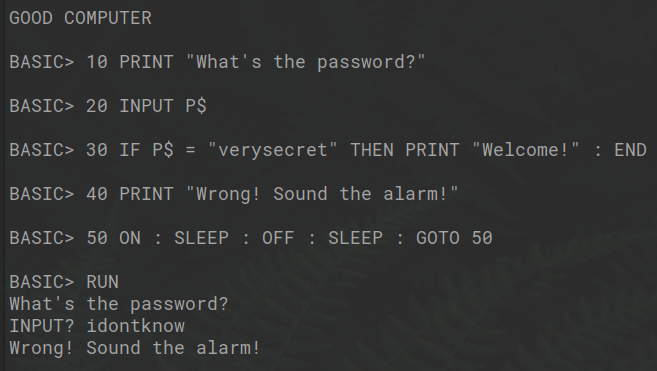 GOOD COMPUTER
BASIC> 10 PRINT "What's the password?"
BASIC> 20 INPUT P$
BASIC> 30 IF P$ = "verysecret" THEN PRINT "Welcome!" : END
BASIC> 40 PRINT "Wrong! Sound the alarm!"
BASIC> 50 ON : SLEEP : OFF : SLEEP : GOTO 50
BASIC> RUN
What's the password?
INPUT? idontknow
Wrong! Sound the alarm!